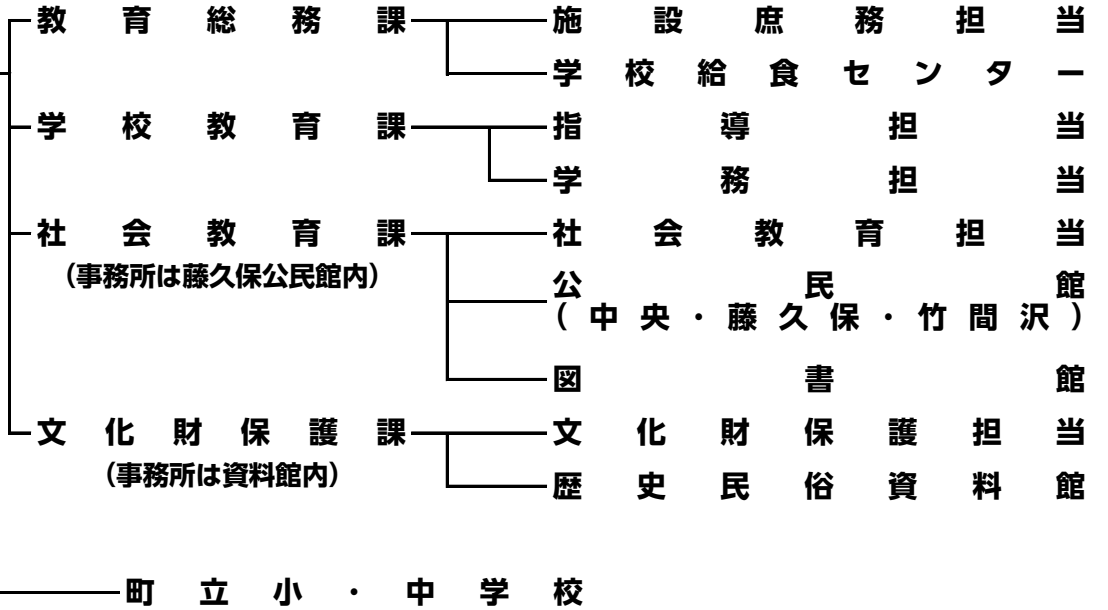 教育総務課 施設庶務担当
学校給食センター
学校教育課 指導担当
学務担当
社会教育課 社会教育担当
（事務所は藤久保公民館内）
公民館
（中央・藤久保・竹間沢）
図書館
文化財保護課 文化財保護担当
（事務所は資料館内）
歴史民俗資料館
町立小・中学校